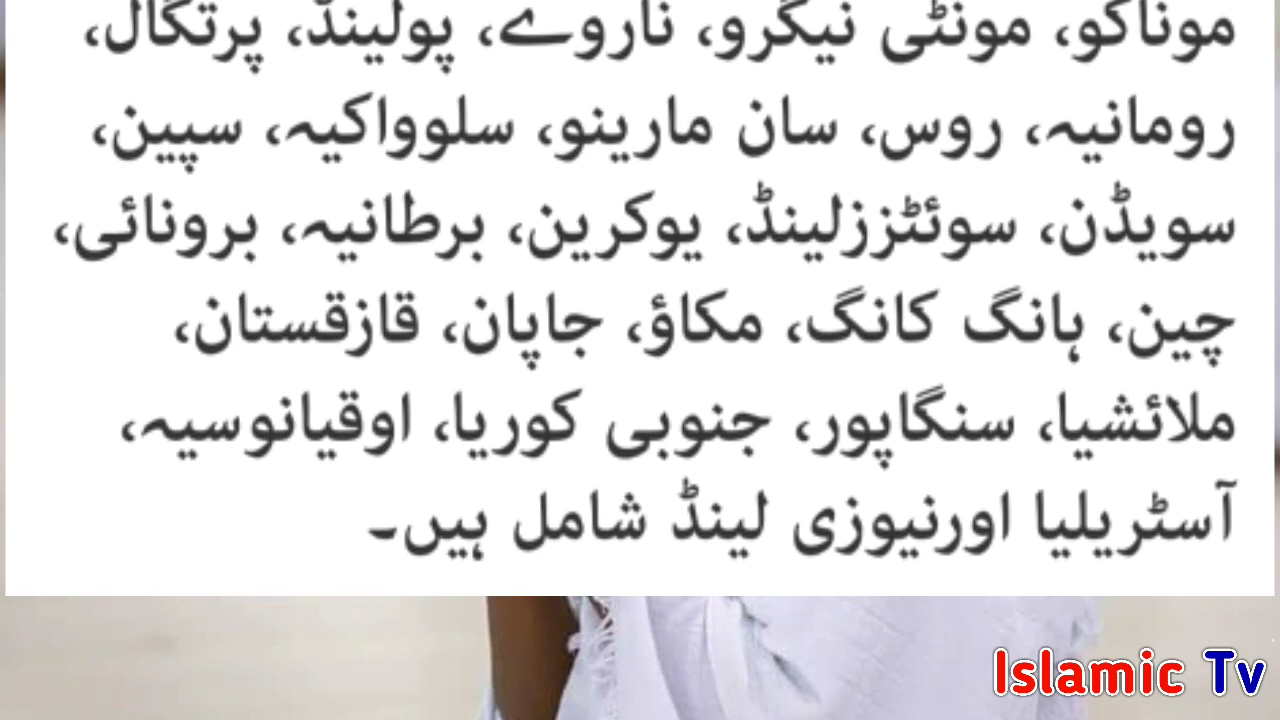 موناکو، مونٹی نیگرو، ناروے، پولینڈ، پرتگال،
رومانیہ، روس، سان مارینو، سلوواکیہ، سپین،
سویڈن، سوئٹززلینڈ، یوکرین، برطانیہ، برونائی،
چین، ہانگ کانگ، مکاؤ، جاپان، قازقستان،
ملائشیا، سنگاپور، جنوبی کوریا، اوقیانوسیہ،
آسٹریلیا اورنیوزی لینڈ شامل ہیں۔
Islamic Tv